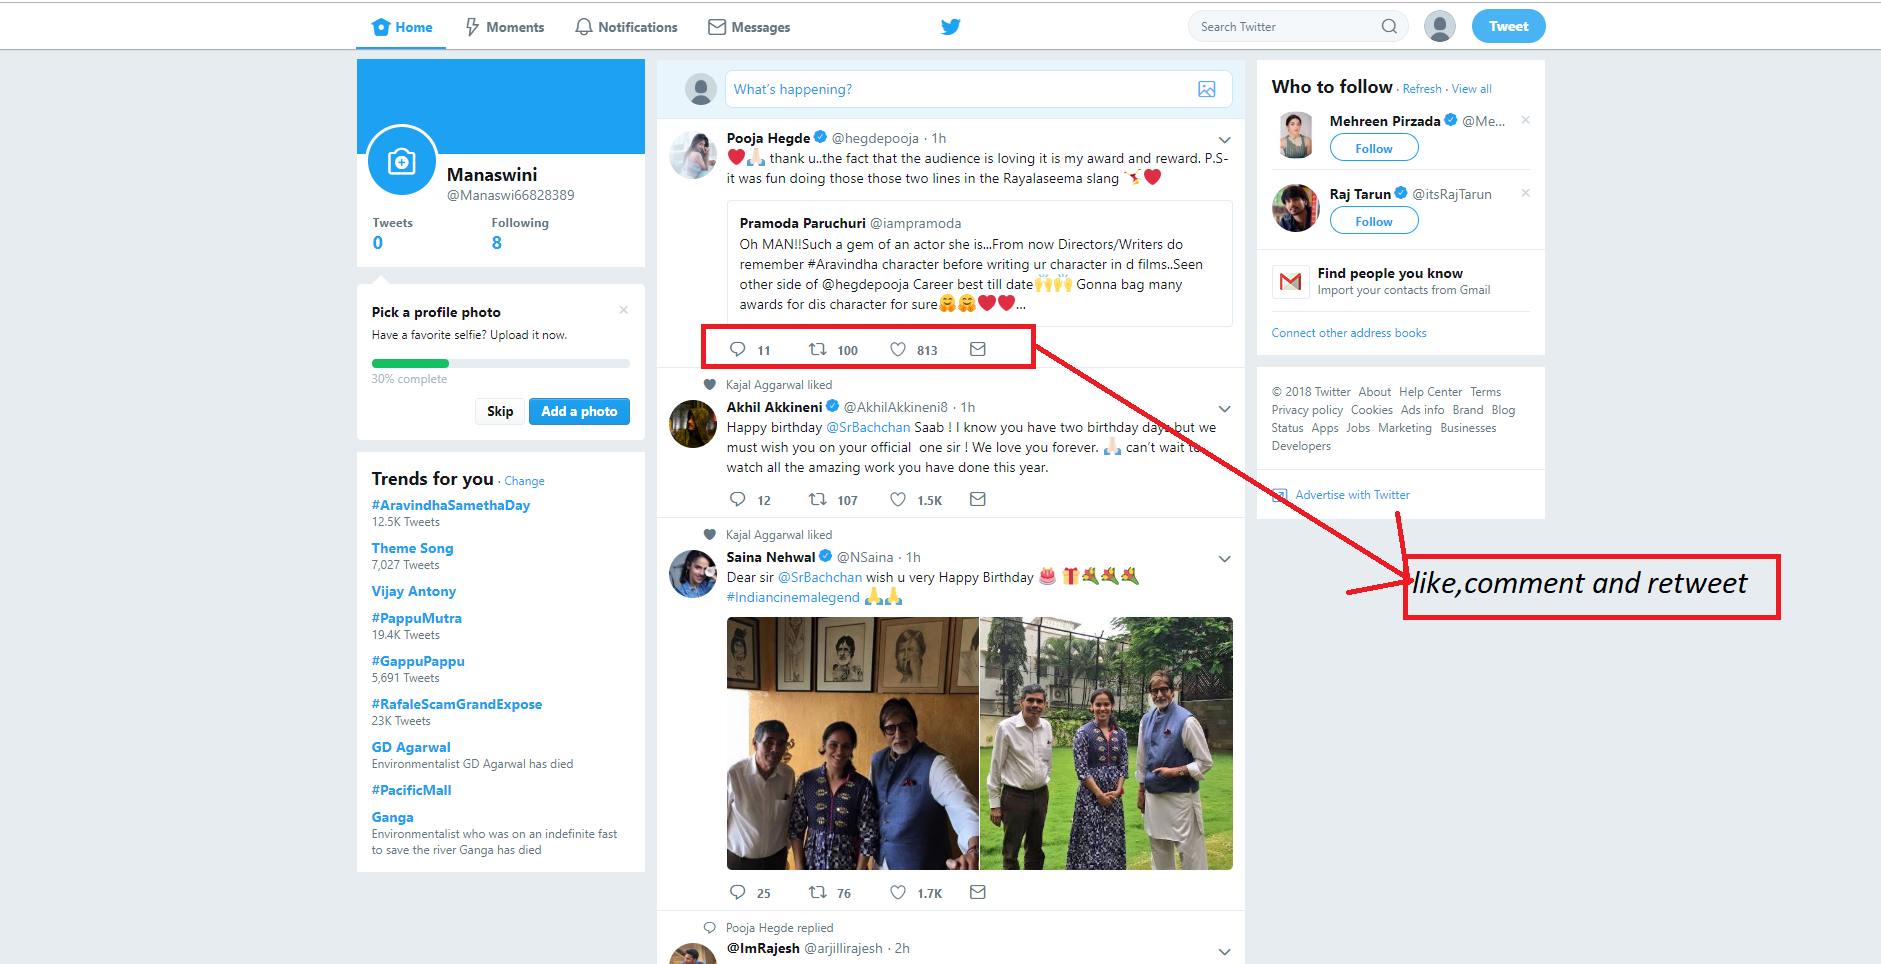 Home Moments Notifications Messages Search Twitter Tweet
Manaswini
@Manaswi66828389
Tweets Following
0 8
Pick a profile photo
Have a favorite selfie? Upload it now.
30% complete
Skip Add a photo
Trends for you · Change
#AravindhaSamethaDay
12.5K Tweets
Theme Song
7,027 Tweets
Vijay Antony
#PappuMutra
19.4K Tweets
#GappuPappu
5,691 Tweets
#RafaleScamGrandExpose
23K Tweets
GD Agarwal
Environmentalist GD Agarwal has died
#PacificMall
Ganga
Environmentalist who was on an indefinite fast
to save the river Ganga has died
What's happening?
Pooja Hegde @hegdepooja · 1h
❤️🙏🏻 thank u..the fact that the audience is loving it is my award and reward. P.S-
it was fun doing those those two lines in the Rayalaseema slang ❤️
Pramoda Paruchuri @iampramoda
Oh MAN!!Such a gem of an actor she is...From now Directors/Writers do
remember #Aravindha character before writing ur character in d films..Seen
other side of @hegdepooja Career best till date🙌🙌 Gonna bag many
awards for dis character for sure🤗🤗❤️❤️...
11 100 813
Kajal Aggarwal liked
Akhil Akkineni @AkhilAkkineni8 · 1h
Happy birthday @SrBachchan Saab ! I know you have two birthday days but we
must wish you on your official one sir ! We love you forever. 🙏🏻 can't wait to
watch all the amazing work you have done this year.
12 107 1.5K
Kajal Aggarwal liked
Saina Nehwal @NSaina · 1h
Dear sir @SrBachchan wish u very Happy Birthday 🎂 🎁💐💐💐
#Indiancinemalegend 🙏🙏
25 76 1.7K
Pooja Hegde replied
@ImRajesh @arjillirajesh · 2h
Who to follow · Refresh · View all
Mehreen Pirzada @Me...
Follow
Raj Tarun @itsRajTarun
Follow
Find people you know
Import your contacts from Gmail
Connect other address books
© 2018 Twitter About Help Center Terms
Privacy policy Cookies Ads info Brand Blog
Status Apps Jobs Marketing Businesses
Developers
Advertise with Twitter
like,comment and retweet